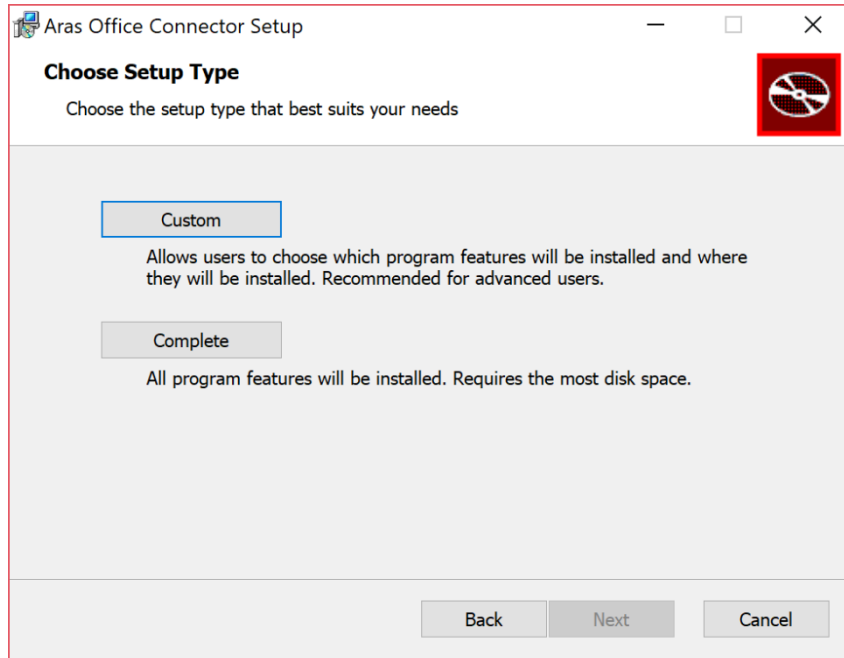 Aras Office Connector Setup
Choose Setup Type
Choose the setup type that best suits your needs
Custom
Allows users to choose which program features will be installed and where
they will be installed. Recommended for advanced users.
Complete
All program features will be installed. Requires the most disk space.
Back
Next
Cancel